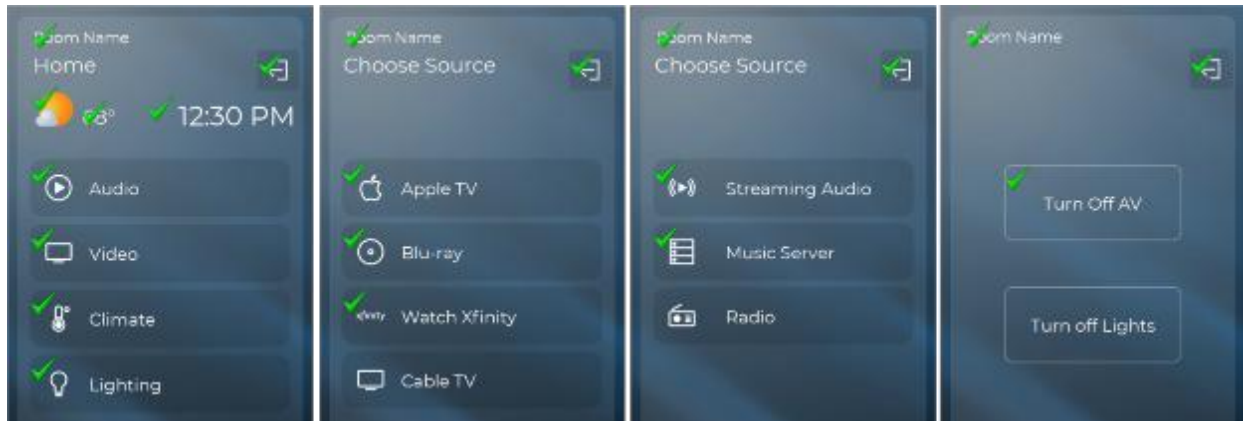 Room Name
Home
68°
12:30 PM
Audio
Video
Climate
Lighting
Room Name
Choose Source
Apple TV
Blu-ray
xfinity
Watch Xfinity
Cable TV
Room Name
Choose Source
Streaming Audio
Music Server
Radio
Room Name
Turn Off AV
Turn off Lights